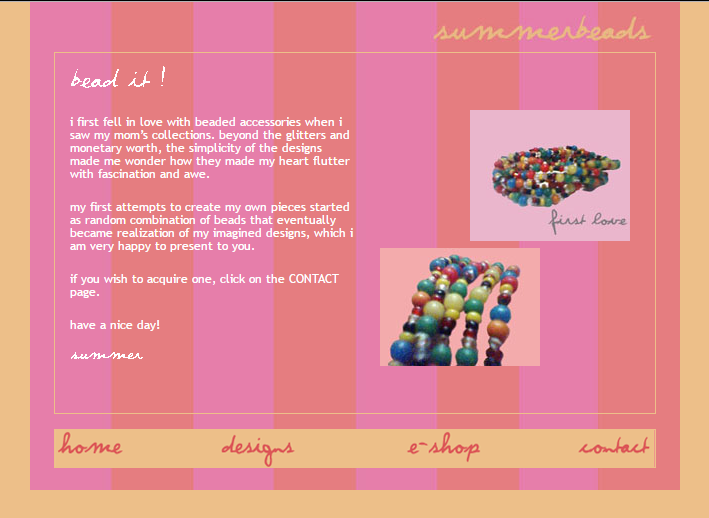 summerbeads
bead it !
i first fell in love with beaded accessories when i
saw my mom's collections. beyond the glitters and
monetary worth, the simplicity of the designs
made me wonder how they made my heart flutter
with fascination and awe.
my first attempts to create my own pieces started
as random combination of beads that eventually
became realization of my imagined designs, which i
am very happy to present to you.
if you wish to acquire one, click on the CONTACT
page.
have a nice day!
summer
first love
home designs e-shop contact